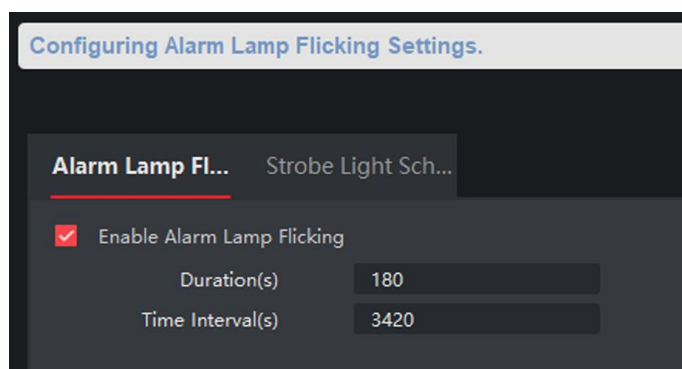 Configuring Alarm Lamp Flicking Settings.
Alarm Lamp Fl... Strobe Light Sch...
Enable Alarm Lamp Flicking
Duration(s) 180
Time Interval(s) 3420